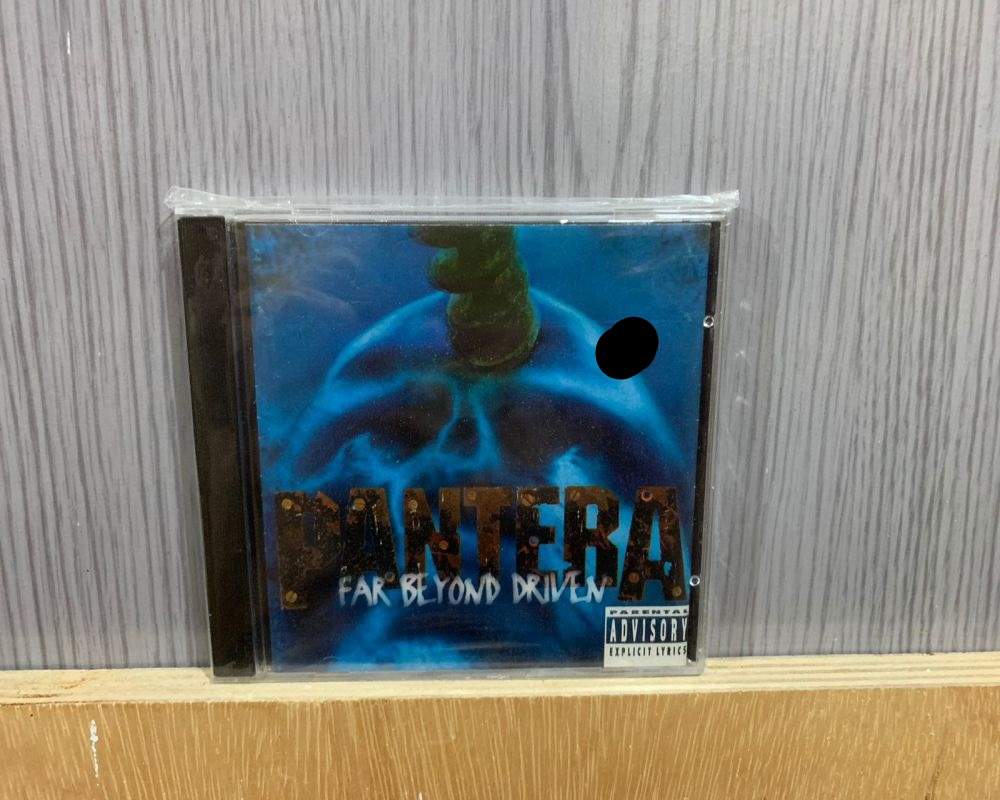 PANTERA
FAR BEYOND DRIVEN
PARENTAL
ADVISORY
EXPLICIT LYRICS